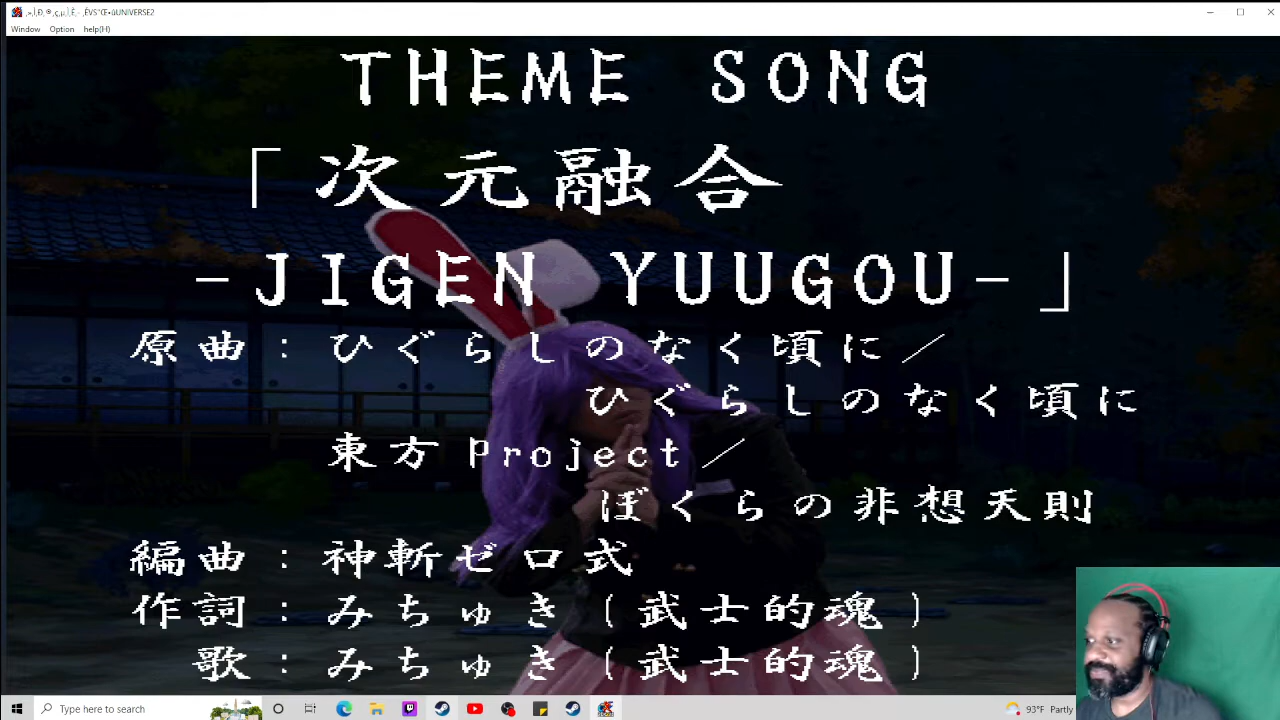 UNIVERSE2
Window Option help(H)
THEME SONG
「次元融合
-JIGEN YUUGOU-」
原曲:ひぐらしのなく頃に/
ひぐらしのなく頃に
東方Project/
ぼくらの非想天則
編曲:神斬ゼロ式
作詞:みちゅき(武士的魂)
歌:みちゅき(武士的魂)
Type here to search
93°F Partly